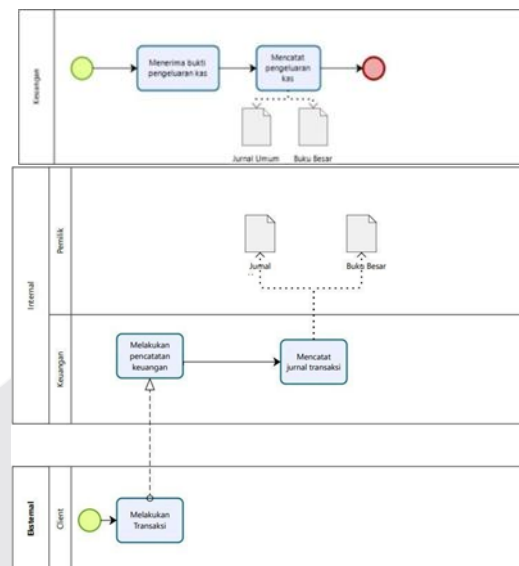 Keuangan
Menerima bukti
pengeluaran kas
Mencatat
pengeluaran
kas
Jurnal Umum
Buku Besar
Internal
Pemilik
Jurnal
Buku Besar
Keuangan
Melakukan
pencatatan
keuangan
Mencatat
jurnal transaksi
Eksternal
Client
Melakukan
Transaksi